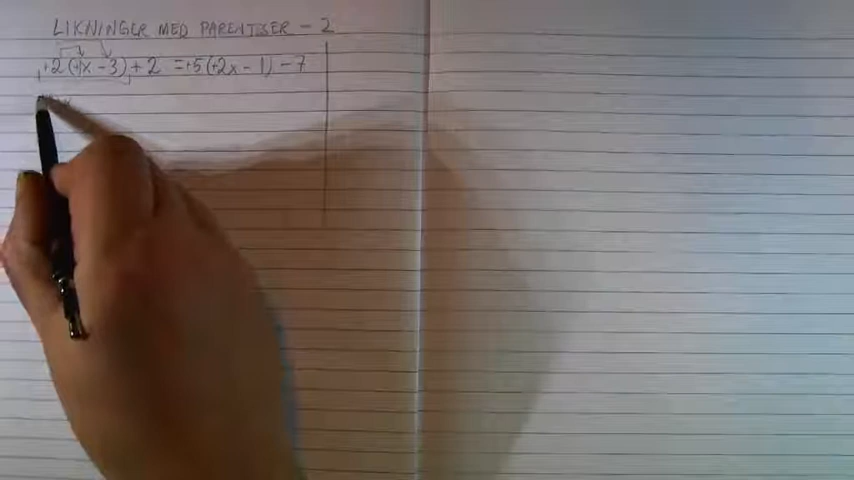 LIKNINGER MED PARENTESER - 2
+2(+1x - 3) + 2 = +5(+2x - 1) - 7